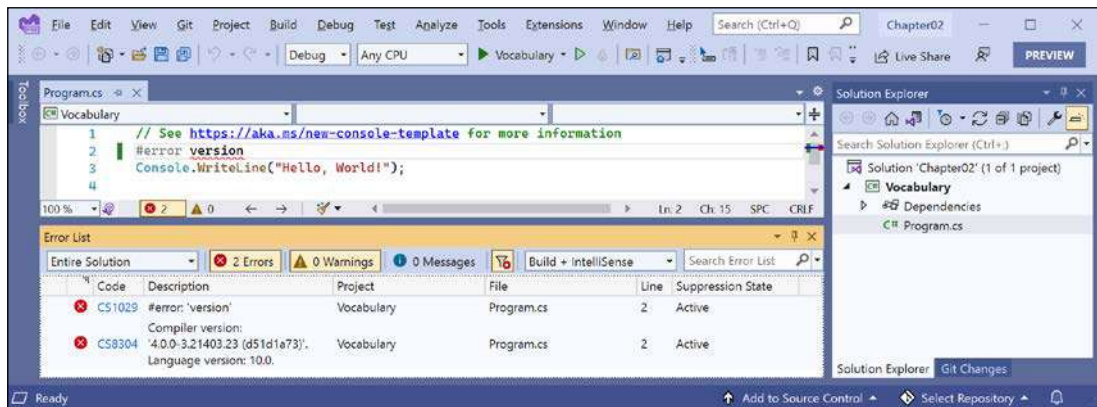 File Edit View Git Project Build Debug Test Analyze Tools Extensions Window Help Search (Ctrl+Q) Chapter02
Debug Any CPU Vocabulary Live Share PREVIEW
Toolbox
Program.cs
Vocabulary
1 // See https://aka.ms/new-console-template for more information
2 #error version
3 Console.WriteLine("Hello, World!");
4
100 % 2 0 Ln: 2 Ch: 15 SPC CRLF
Error List
Entire Solution 2 Errors 0 Warnings 0 Messages Build + IntelliSense Search Error List
Code Description Project File Line Suppression State
CS1029 #error: 'version' Vocabulary Program.cs 2 Active
Compiler version:
CS8304 '4.0.0-3.21403.23 (d51d1a73)'. Vocabulary Program.cs 2 Active
Language version: 10.0.
Solution Explorer
Search Solution Explorer (Ctrl+;)
Solution 'Chapter02' (1 of 1 project)
Vocabulary
Dependencies
C# Program.cs
Solution Explorer Git Changes
Ready Add to Source Control Select Repository